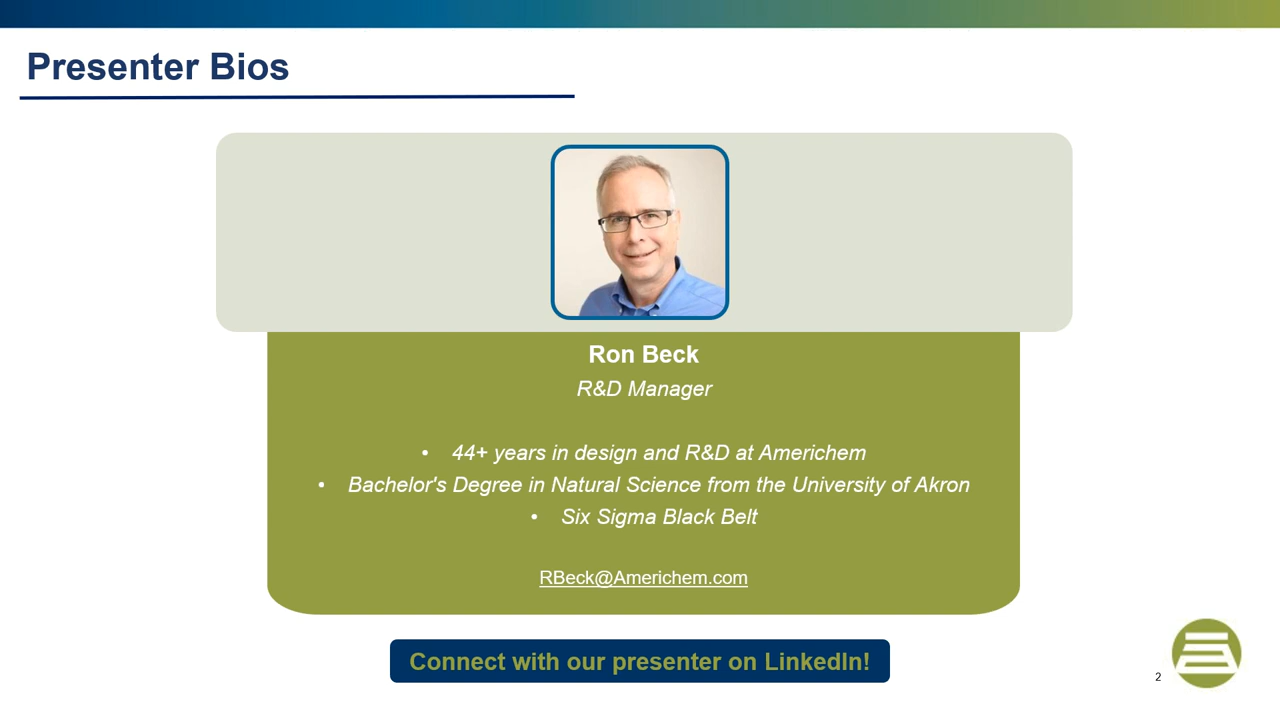 Presenter Bios
Ron Beck
R&D Manager
• 44+ years in design and R&D at Americhem
• Bachelor's Degree in Natural Science from the University of Akron
• Six Sigma Black Belt
RBeck@Americhem.com
Connect with our presenter on LinkedIn!
2